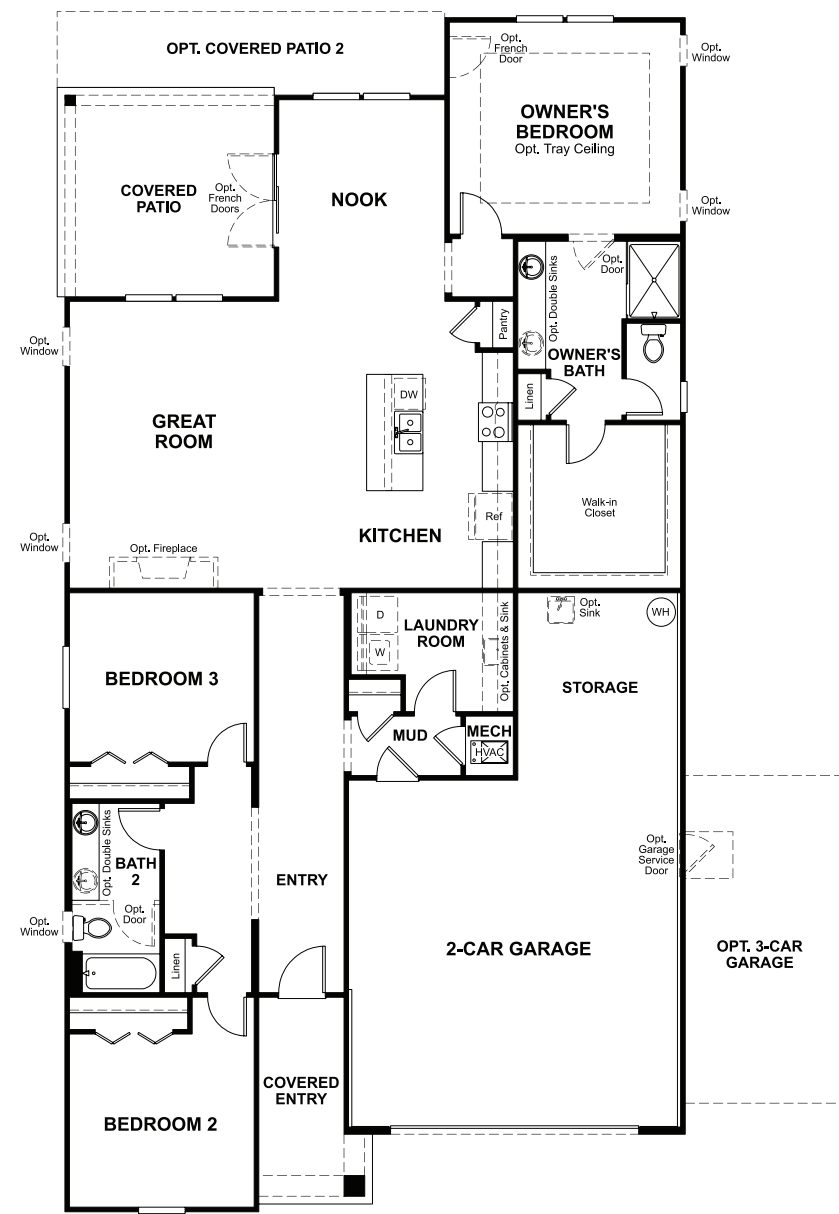 OPT. COVERED PATIO 2
Opt.
French
Door
Opt.
Window
OWNER'S
BEDROOM
Opt. Tray Ceiling
COVERED
PATIO
Opt.
French
Doors
NOOK
Opt.
Window
Opt.
Door
Opt. Double Sinks
Pantry
Opt.
Window
OWNER'S
BATH
Linen
DW
GREAT
ROOM
Walk-in
Closet
Ref
KITCHEN
Opt.
Window
Opt. Fireplace
D
W
LAUNDRY
ROOM
Opt. Cabinets & Sink
Opt.
Sink
WH
STORAGE
BEDROOM 3
MUD
MECH
HVAC
Opt. Double Sinks
BATH
2
Opt.
Door
Opt.
Window
Linen
ENTRY
Opt.
Garage
Service
Door
2-CAR GARAGE
OPT. 3-CAR
GARAGE
COVERED
ENTRY
BEDROOM 2